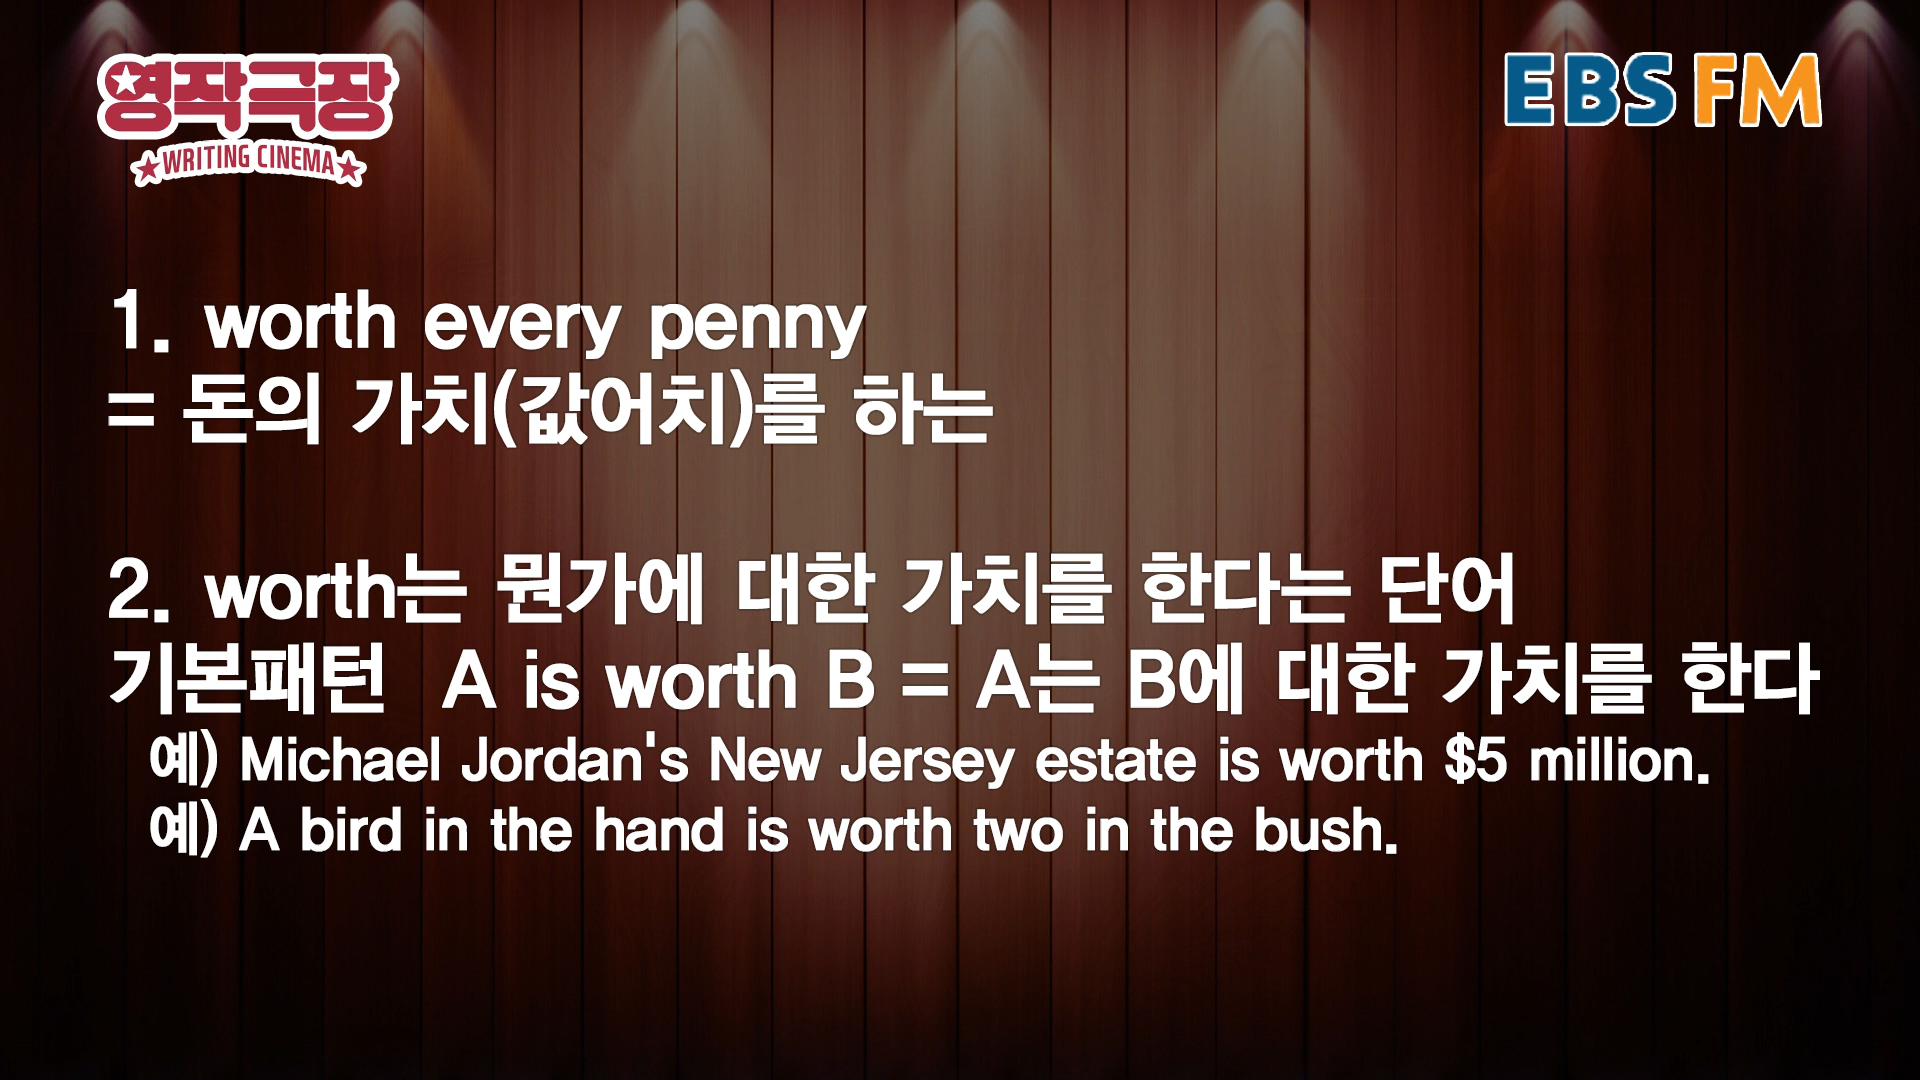 영작극장
WRITING CINEMA
EBS FM
1. worth every penny
= 돈의 가치(값어치)를 하는
2. worth는 뭔가에 대한 가치를 한다는 단어
기본패턴 A is worth B = A는 B에 대한 가치를 한다
예) Michael Jordan's New Jersey estate is worth $5 million.
예) A bird in the hand is worth two in the bush.